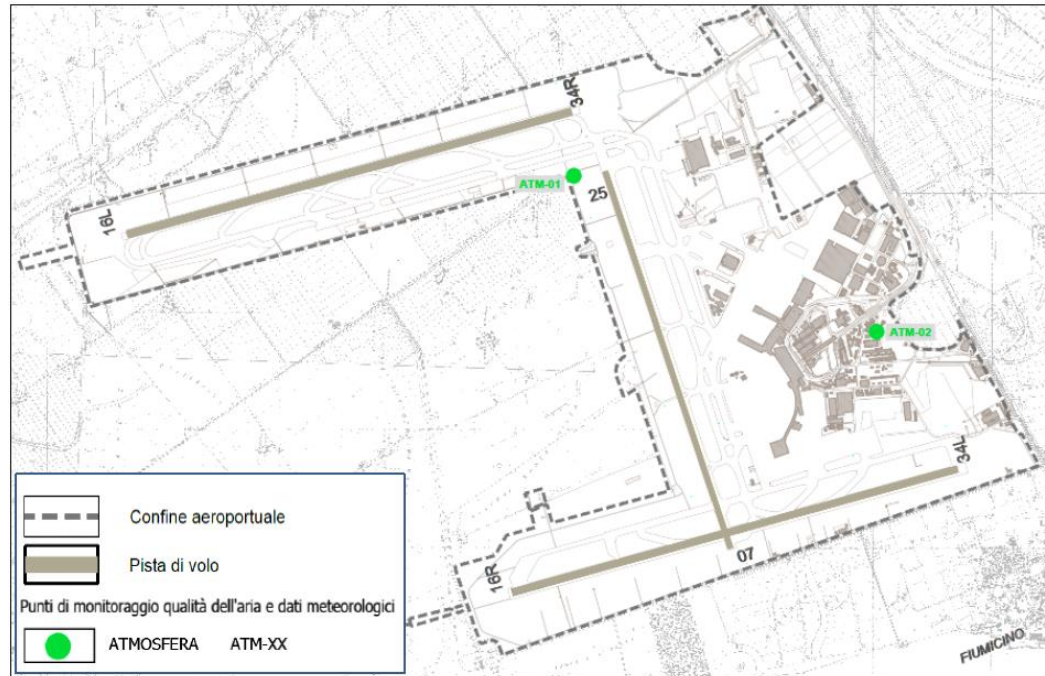 34R
ATM-01
25
16L
ATM-02
34L
07
16R
FIUMICINO
Confine aeroportuale
Pista di volo
Punti di monitoraggio qualità dell'aria e dati meteorologici
ATMOSFERA ATM-XX